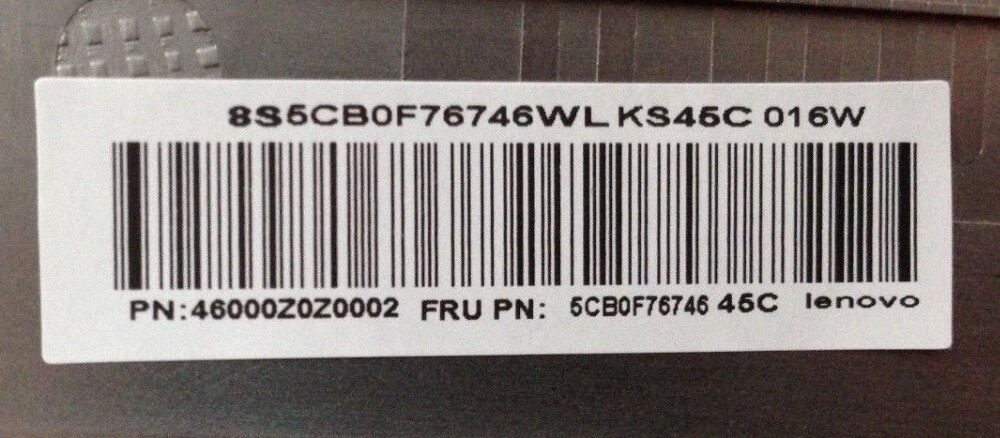 8S5CB0F76746WL KS45C 016W
PN:46000Z0Z0002 FRU PN: 5CB0F76746 45C lenovo